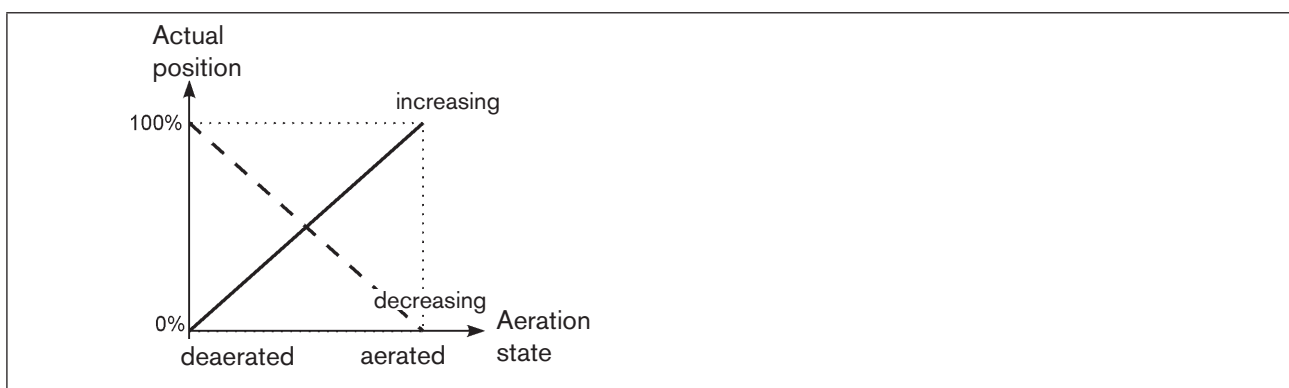 Actual
position
increasing
100%
decreasing
0%
Aeration
state
deaerated
aerated